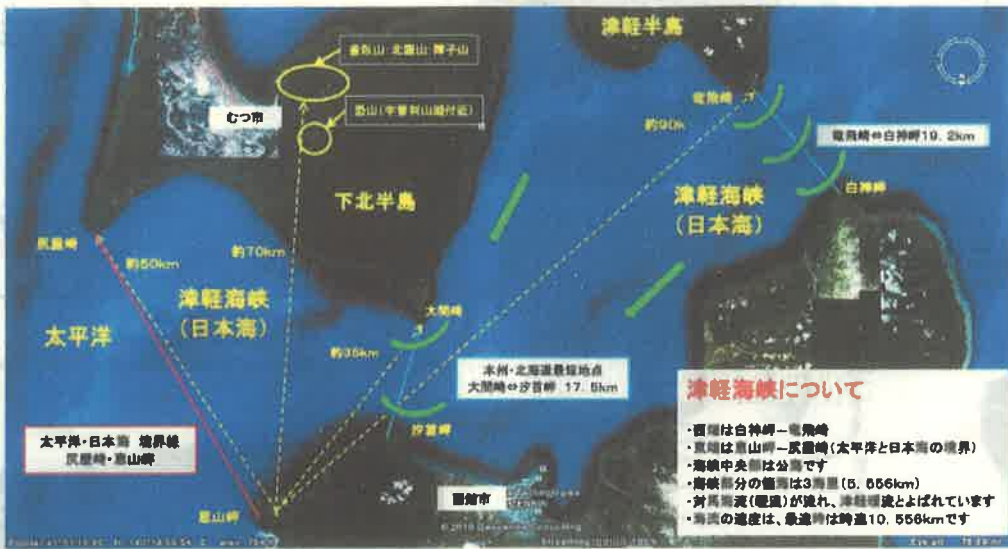 津軽半島
釜臥山 北国山 障子山
恐山(宇曽利山湖付近)
むつ市
竜飛崎
約90k
竜飛崎⇔白神岬19.2km
白神岬
下北半島
津軽海峡
(日本海)
尻屋崎
約50km
約70km
津軽海峡
(日本海)
太平洋
大間崎
約35km
本州・北海道最短地点
大間崎⇔汐首岬 17.5km
汐首岬
太平洋・日本海 境界線
尻屋崎・恵山岬
恵山岬
函館市
津軽海峡について
・西端は白神岬－竜飛崎
・東端は恵山岬－尻屋崎(太平洋と日本海の境界)
・海峡中央部は公海です
・海峡部分の領海は3海里(5.556km)
・対馬海流(暖流)が流れ、津軽暖流とよばれています
・海流の速度は、最速時は時速10.556kmです